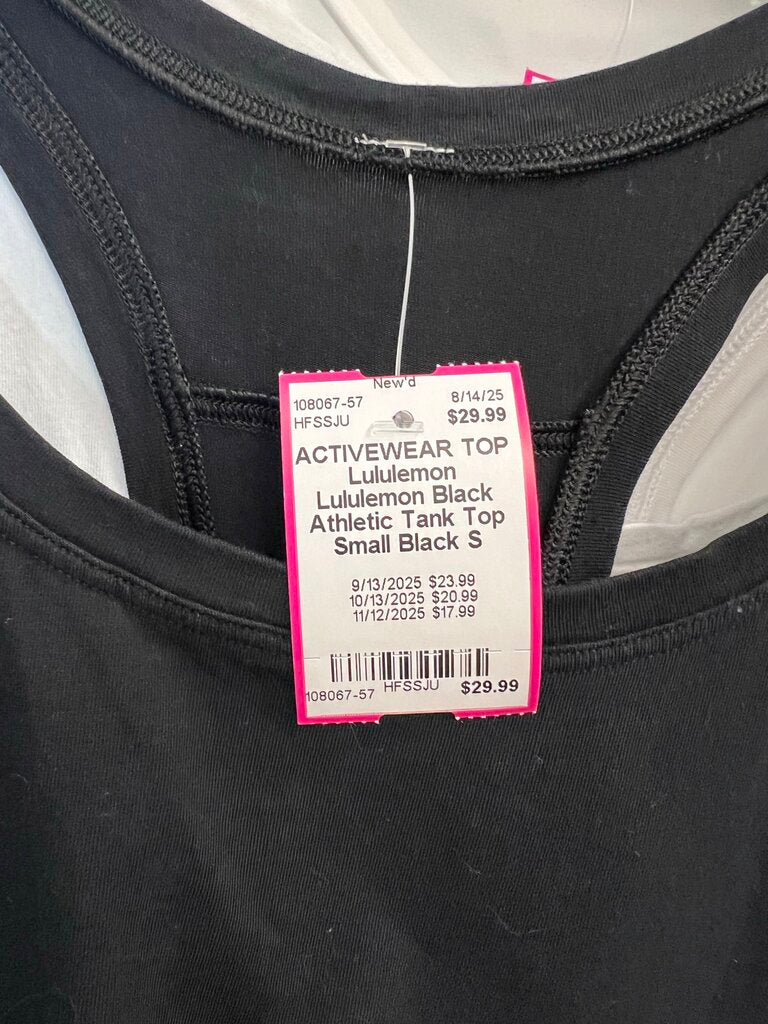 New'd
108067-57 8/14/25
HFSSJU $29.99
ACTIVEWEAR TOP
Lululemon
Lululemon Black
Athletic Tank Top
Small Black S
9/13/2025 $23.99
10/13/2025 $20.99
11/12/2025 $17.99
108067-57 HFSSJU $29.99